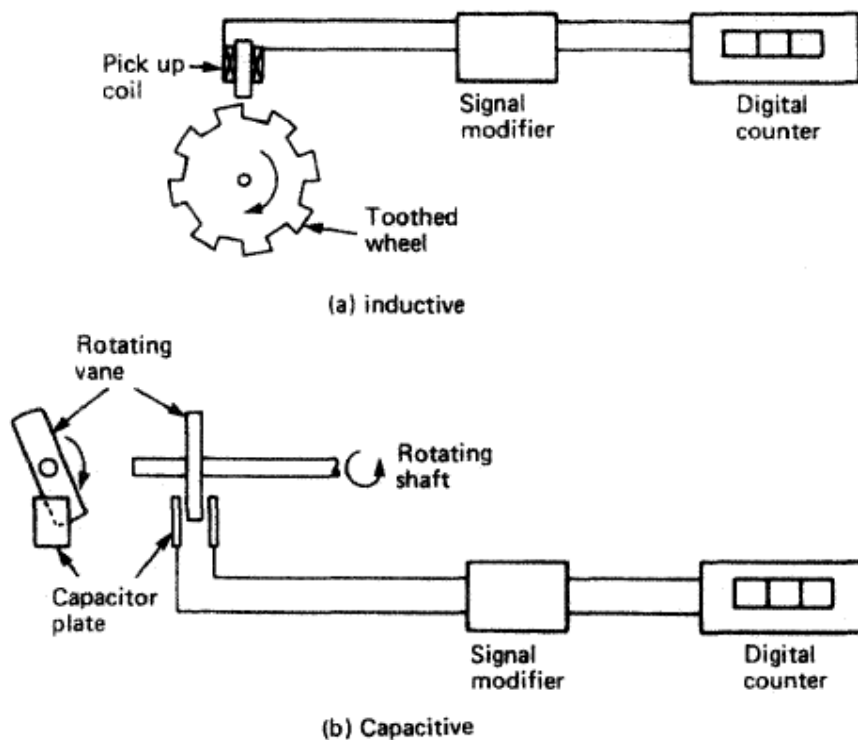 Pick up
coil
Signal
modifier
Digital
counter
Toothed
wheel
(a) inductive
Rotating
vane
Rotating
shaft
Capacitor
plate
Signal
modifier
Digital
counter
(b) Capacitive